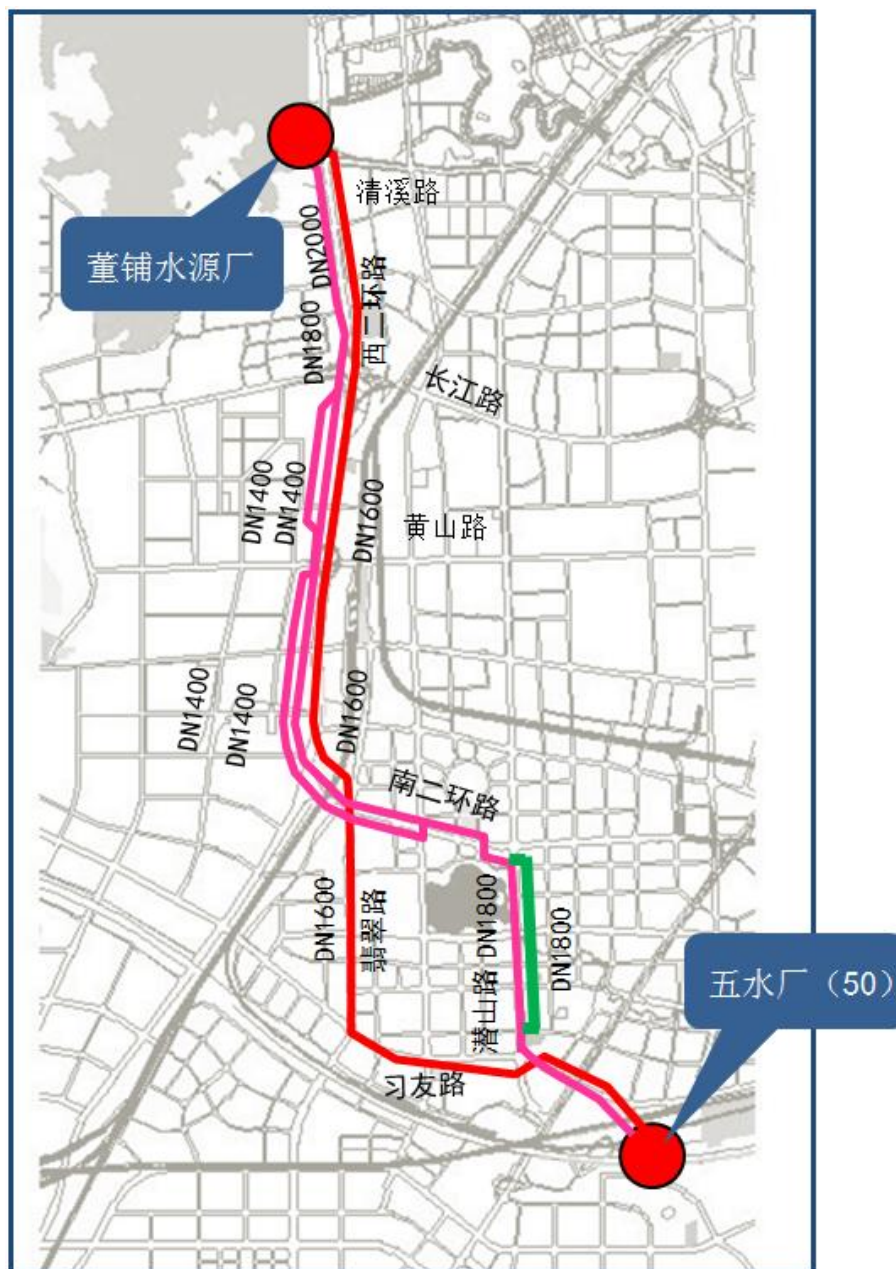 清溪路
董铺水源厂
DN2000
西二环路
DN1800
长江路
DN1400
DN1400
黄山路
DN1600
DN1400
DN1400
DN1600
南二环路
DN1600
翡翠路
潜山路 DN1800
DN1800
五水厂（50）
习友路